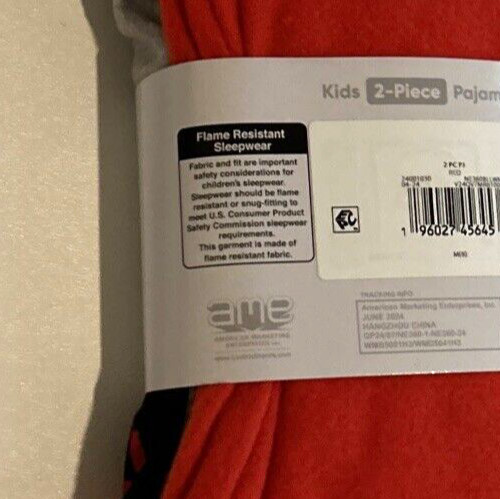 Kids 2-Piece Pajam
Flame Resistant
Sleepwear
Fabric and fit are important
safety considerations for
children's sleepwear.
Sleepwear should be flame
resistant or snug-fitting to
meet U.S. Consumer Product
Safety Commission sleepwear
requirements.
This garment is made of
flame resistant fabric.
2 PC PJ
RED
1 96027 45645
M(8)
ame
AMERICAN MARKETING
ENTERPRISES INC.
TRACKING INFO
American Marketing Enterprises, Inc.
JUNE 2024
HANGZHOU CHINA